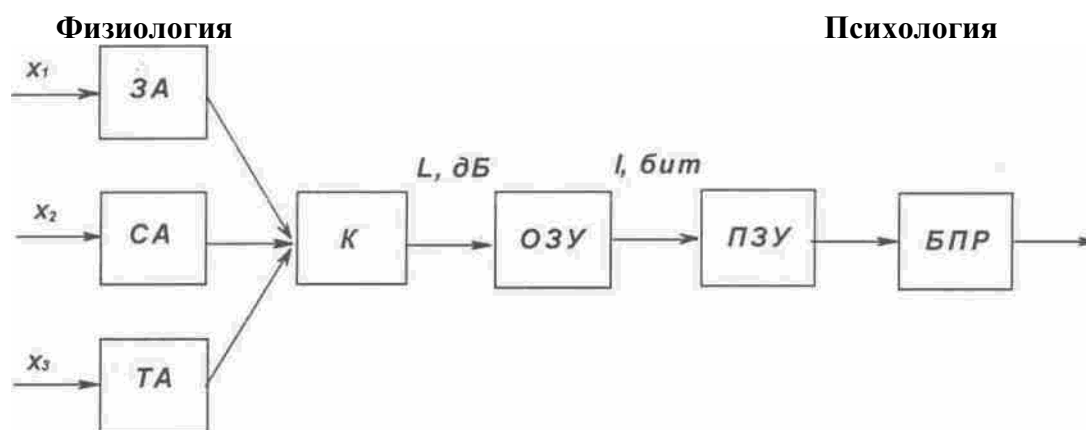 Физиология Психология
x₁
ЗА
x₂
СА
x₃
ТА
К
L, дБ
ОЗУ
I, бит
ПЗУ
БПР